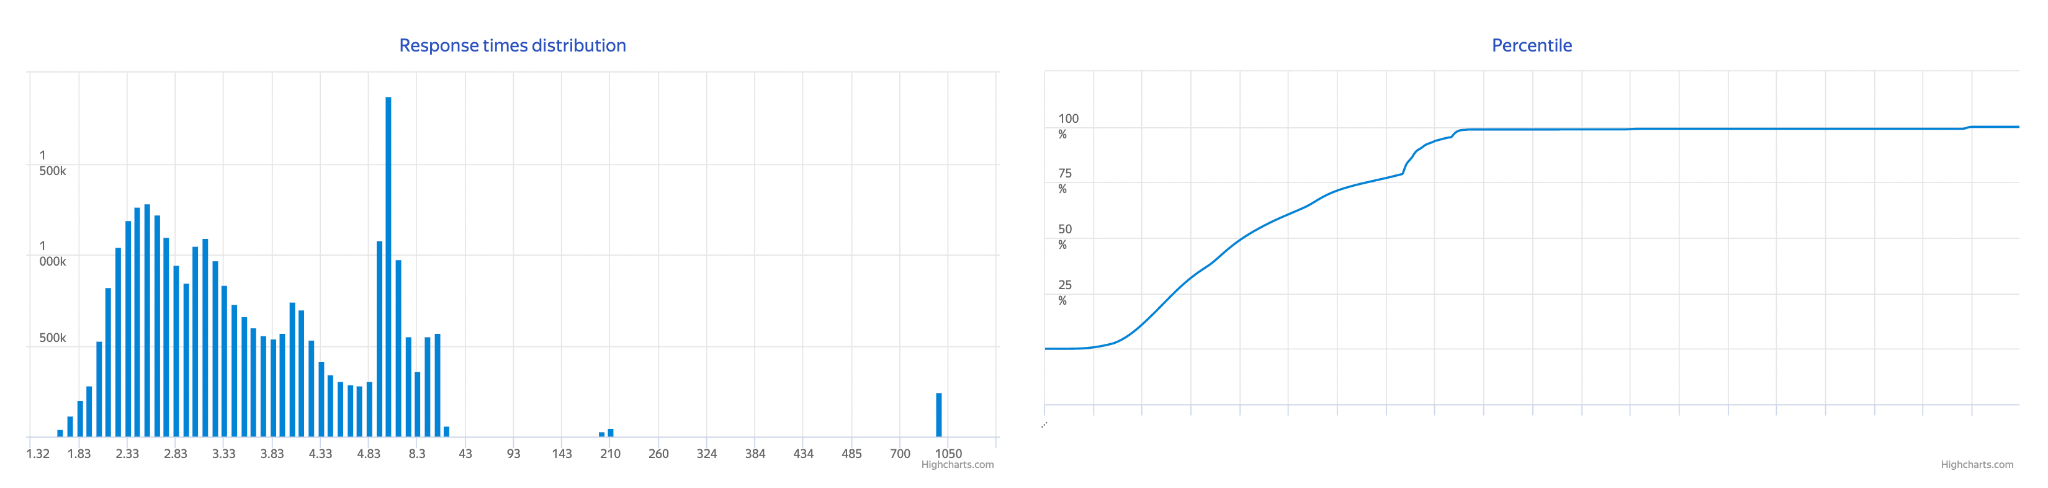 Response times distribution
1
500k
1
000k
500k
1.32 1.83 2.33 2.83 3.33 3.83 4.33 4.83 8.3 43 93 143 210 260 324 384 434 485 700 1050
Highcharts.com
Percentile
100
%
75
%
50
%
25
%
...
Highcharts.com